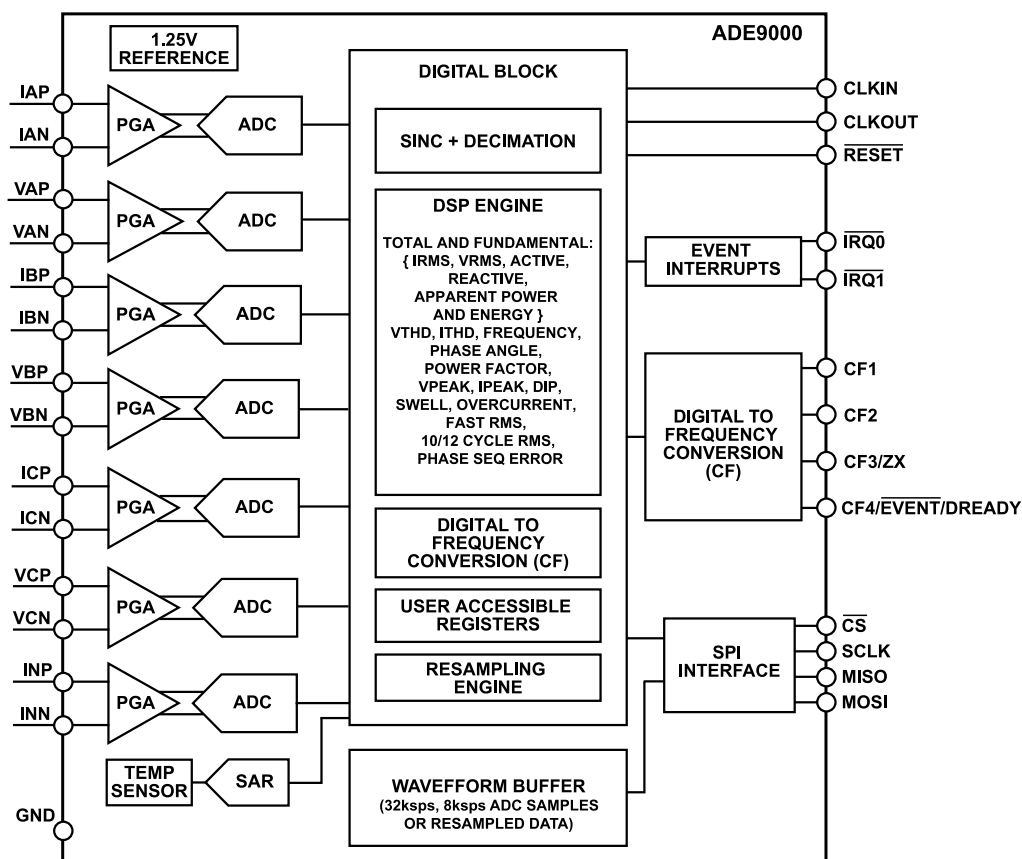 ADE9000
1.25V
REFERENCE
IAP
IAN
PGA
ADC
VAP
VAN
PGA
ADC
IBP
IBN
PGA
ADC
VBP
VBN
PGA
ADC
ICP
ICN
PGA
ADC
VCP
VCN
PGA
ADC
INP
INN
PGA
ADC
TEMP
SENSOR
SAR
GND
DIGITAL BLOCK
SINC + DECIMATION
DSP ENGINE
TOTAL AND FUNDAMENTAL:
{ IRMS, VRMS, ACTIVE,
REACTIVE,
APPARENT POWER
AND ENERGY }
VTHD, ITHD, FREQUENCY,
PHASE ANGLE,
POWER FACTOR,
VPEAK, IPEAK, DIP,
SWELL, OVERCURRENT,
FAST RMS,
10/12 CYCLE RMS,
PHASE SEQ ERROR
DIGITAL TO
FREQUENCY
CONVERSION (CF)
USER ACCESSIBLE
REGISTERS
RESAMPLING
ENGINE
WAVEFFORM BUFFER
(32ksps, 8ksps ADC SAMPLES
OR RESAMPLED DATA)
CLKIN
CLKOUT
RESET
EVENT
INTERRUPTS
IRQ0
IRQ1
DIGITAL TO
FREQUENCY
CONVERSION
(CF)
CF1
CF2
CF3/ZX
CF4/EVENT/DREADY
SPI
INTERFACE
CS
SCLK
MISO
MOSI